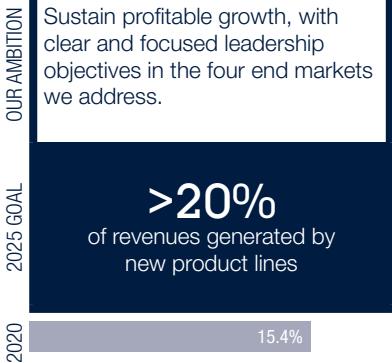 OUR AMBITION
Sustain profitable growth, with
clear and focused leadership
objectives in the four end markets
we address.
2025 GOAL
>20%
of revenues generated by
new product lines
2020
15.4%